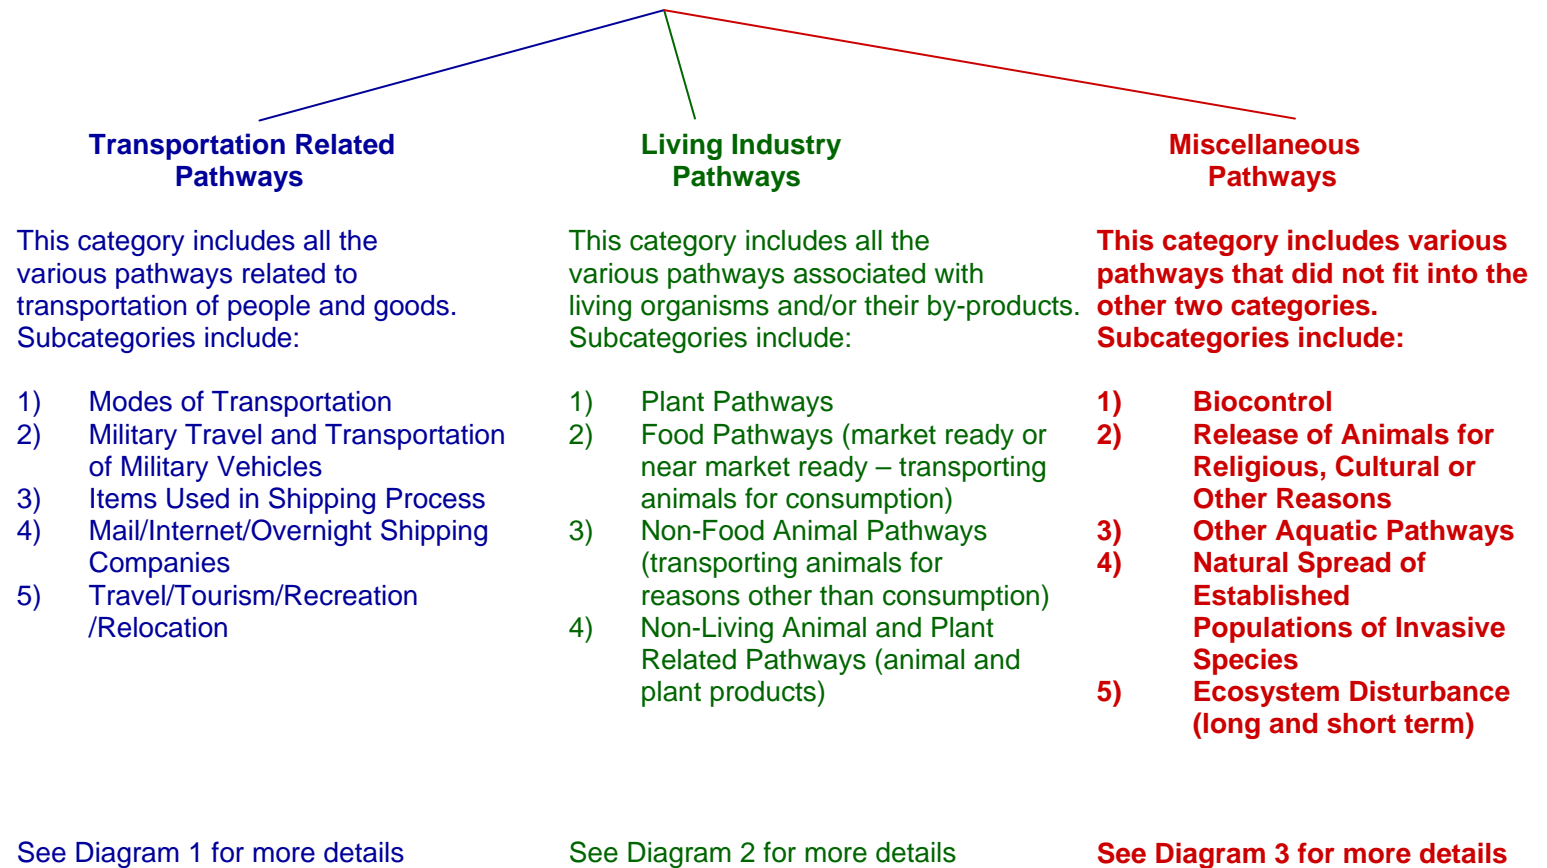 Transportation Related
Pathways
This category includes all the
various pathways related to
transportation of people and goods.
Subcategories include:
1) Modes of Transportation
2) Military Travel and Transportation
of Military Vehicles
3) Items Used in Shipping Process
4) Mail/Internet/Overnight Shipping
Companies
5) Travel/Tourism/Recreation
/Relocation
See Diagram 1 for more details
Living Industry
Pathways
This category includes all the
various pathways associated with
living organisms and/or their by-products.
Subcategories include:
1) Plant Pathways
2) Food Pathways (market ready or
near market ready – transporting
animals for consumption)
3) Non-Food Animal Pathways
(transporting animals for
reasons other than consumption)
4) Non-Living Animal and Plant
Related Pathways (animal and
plant products)
See Diagram 2 for more details
Miscellaneous
Pathways
This category includes various
pathways that did not fit into the
other two categories.
Subcategories include:
1) Biocontrol
2) Release of Animals for
Religious, Cultural or
Other Reasons
3) Other Aquatic Pathways
4) Natural Spread of
Established
Populations of Invasive
Species
5) Ecosystem Disturbance
(long and short term)
See Diagram 3 for more details